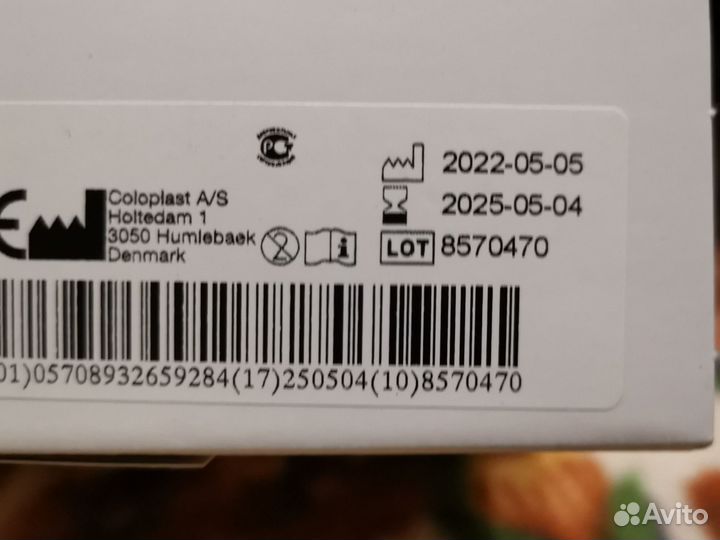 2022-05-05
Coloplast A/S
Holtedam 1
3050 Humlebaek
Denmark
2025-05-04
LOT 8570470
01)05708932659284(17)250504(10)8570470
Avito